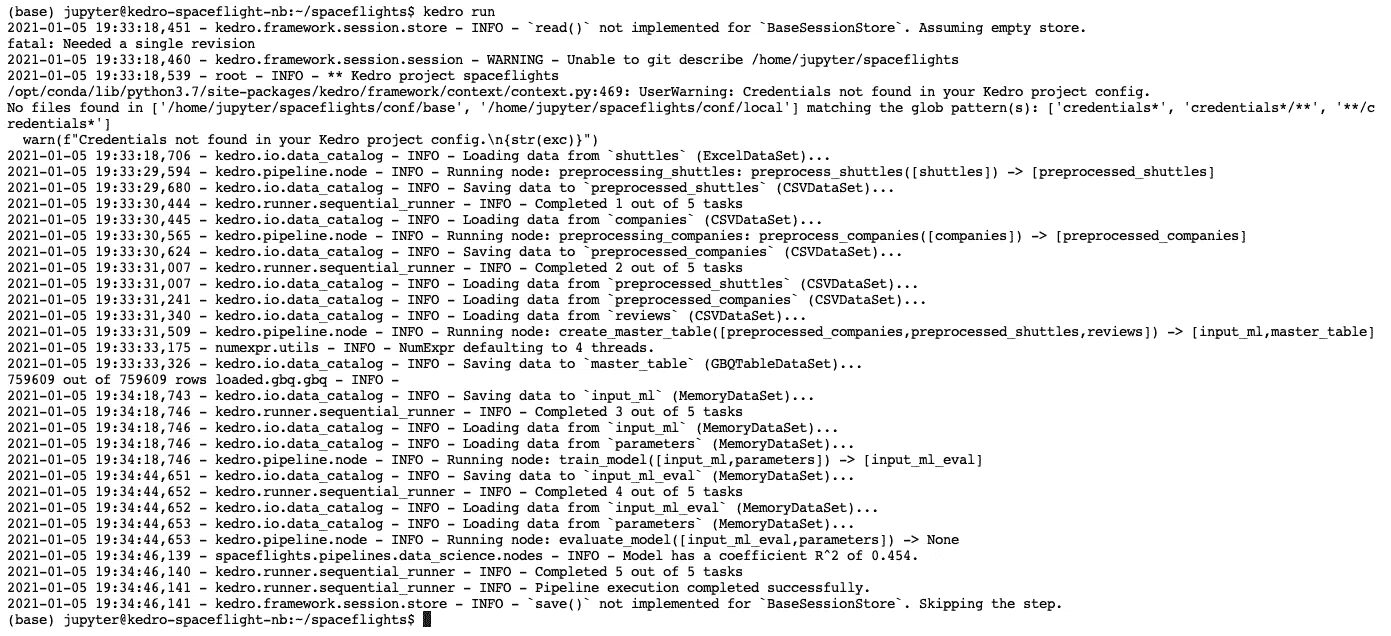 (base) jupyter@kedro-spaceflight-nb:~/spaceflights$ kedro run
2021-01-05 19:33:18,451 - kedro.framework.session.store - INFO - `read()` not implemented for `BaseSessionStore`. Assuming empty store.
fatal: Needed a single revision
2021-01-05 19:33:18,460 - kedro.framework.session.session - WARNING - Unable to git describe /home/jupyter/spaceflights
2021-01-05 19:33:18,539 - root - INFO - ** Kedro project spaceflights
/opt/conda/lib/python3.7/site-packages/kedro/framework/context/context.py:469: UserWarning: Credentials not found in your Kedro project config.
No files found in ['/home/jupyter/spaceflights/conf/base', '/home/jupyter/spaceflights/conf/local'] matching the glob pattern(s): ['credentials*', 'credentials*/**', '**/c
redentials*']
  warn(f"Credentials not found in your Kedro project config.\n{str(exc)}")
2021-01-05 19:33:18,706 - kedro.io.data_catalog - INFO - Loading data from `shuttles` (ExcelDataSet)...
2021-01-05 19:33:29,594 - kedro.pipeline.node - INFO - Running node: preprocessing_shuttles: preprocess_shuttles([shuttles]) -> [preprocessed_shuttles]
2021-01-05 19:33:29,680 - kedro.io.data_catalog - INFO - Saving data to `preprocessed_shuttles` (CSVDataSet)...
2021-01-05 19:33:30,444 - kedro.runner.sequential_runner - INFO - Completed 1 out of 5 tasks
2021-01-05 19:33:30,445 - kedro.io.data_catalog - INFO - Loading data from `companies` (CSVDataSet)...
2021-01-05 19:33:30,565 - kedro.pipeline.node - INFO - Running node: preprocessing_companies: preprocess_companies([companies]) -> [preprocessed_companies]
2021-01-05 19:33:30,624 - kedro.io.data_catalog - INFO - Saving data to `preprocessed_companies` (CSVDataSet)...
2021-01-05 19:33:31,007 - kedro.runner.sequential_runner - INFO - Completed 2 out of 5 tasks
2021-01-05 19:33:31,007 - kedro.io.data_catalog - INFO - Loading data from `preprocessed_shuttles` (CSVDataSet)...
2021-01-05 19:33:31,241 - kedro.io.data_catalog - INFO - Loading data from `preprocessed_companies` (CSVDataSet)...
2021-01-05 19:33:31,340 - kedro.io.data_catalog - INFO - Loading data from `reviews` (CSVDataSet)...
2021-01-05 19:33:31,509 - kedro.pipeline.node - INFO - Running node: create_master_table([preprocessed_companies,preprocessed_shuttles,reviews]) -> [input_ml,master_table]
2021-01-05 19:33:33,175 - numexpr.utils - INFO - NumExpr defaulting to 4 threads.
2021-01-05 19:33:33,326 - kedro.io.data_catalog - INFO - Saving data to `master_table` (GBQTableDataSet)...
759609 out of 759609 rows loaded.gbq.gbq - INFO -
2021-01-05 19:34:18,743 - kedro.io.data_catalog - INFO - Saving data to `input_ml` (MemoryDataSet)...
2021-01-05 19:34:18,746 - kedro.runner.sequential_runner - INFO - Completed 3 out of 5 tasks
2021-01-05 19:34:18,746 - kedro.io.data_catalog - INFO - Loading data from `input_ml` (MemoryDataSet)...
2021-01-05 19:34:18,746 - kedro.io.data_catalog - INFO - Loading data from `parameters` (MemoryDataSet)...
2021-01-05 19:34:18,746 - kedro.pipeline.node - INFO - Running node: train_model([input_ml,parameters]) -> [input_ml_eval]
2021-01-05 19:34:44,651 - kedro.io.data_catalog - INFO - Saving data to `input_ml_eval` (MemoryDataSet)...
2021-01-05 19:34:44,652 - kedro.runner.sequential_runner - INFO - Completed 4 out of 5 tasks
2021-01-05 19:34:44,652 - kedro.io.data_catalog - INFO - Loading data from `input_ml_eval` (MemoryDataSet)...
2021-01-05 19:34:44,653 - kedro.io.data_catalog - INFO - Loading data from `parameters` (MemoryDataSet)...
2021-01-05 19:34:44,653 - kedro.pipeline.node - INFO - Running node: evaluate_model([input_ml_eval,parameters]) -> None
2021-01-05 19:34:46,139 - spaceflights.pipelines.data_science.nodes - INFO - Model has a coefficient R^2 of 0.454.
2021-01-05 19:34:46,140 - kedro.runner.sequential_runner - INFO - Completed 5 out of 5 tasks
2021-01-05 19:34:46,141 - kedro.runner.sequential_runner - INFO - Pipeline execution completed successfully.
2021-01-05 19:34:46,141 - kedro.framework.session.store - INFO - `save()` not implemented for `BaseSessionStore`. Skipping the step.
(base) jupyter@kedro-spaceflight-nb:~/spaceflights$